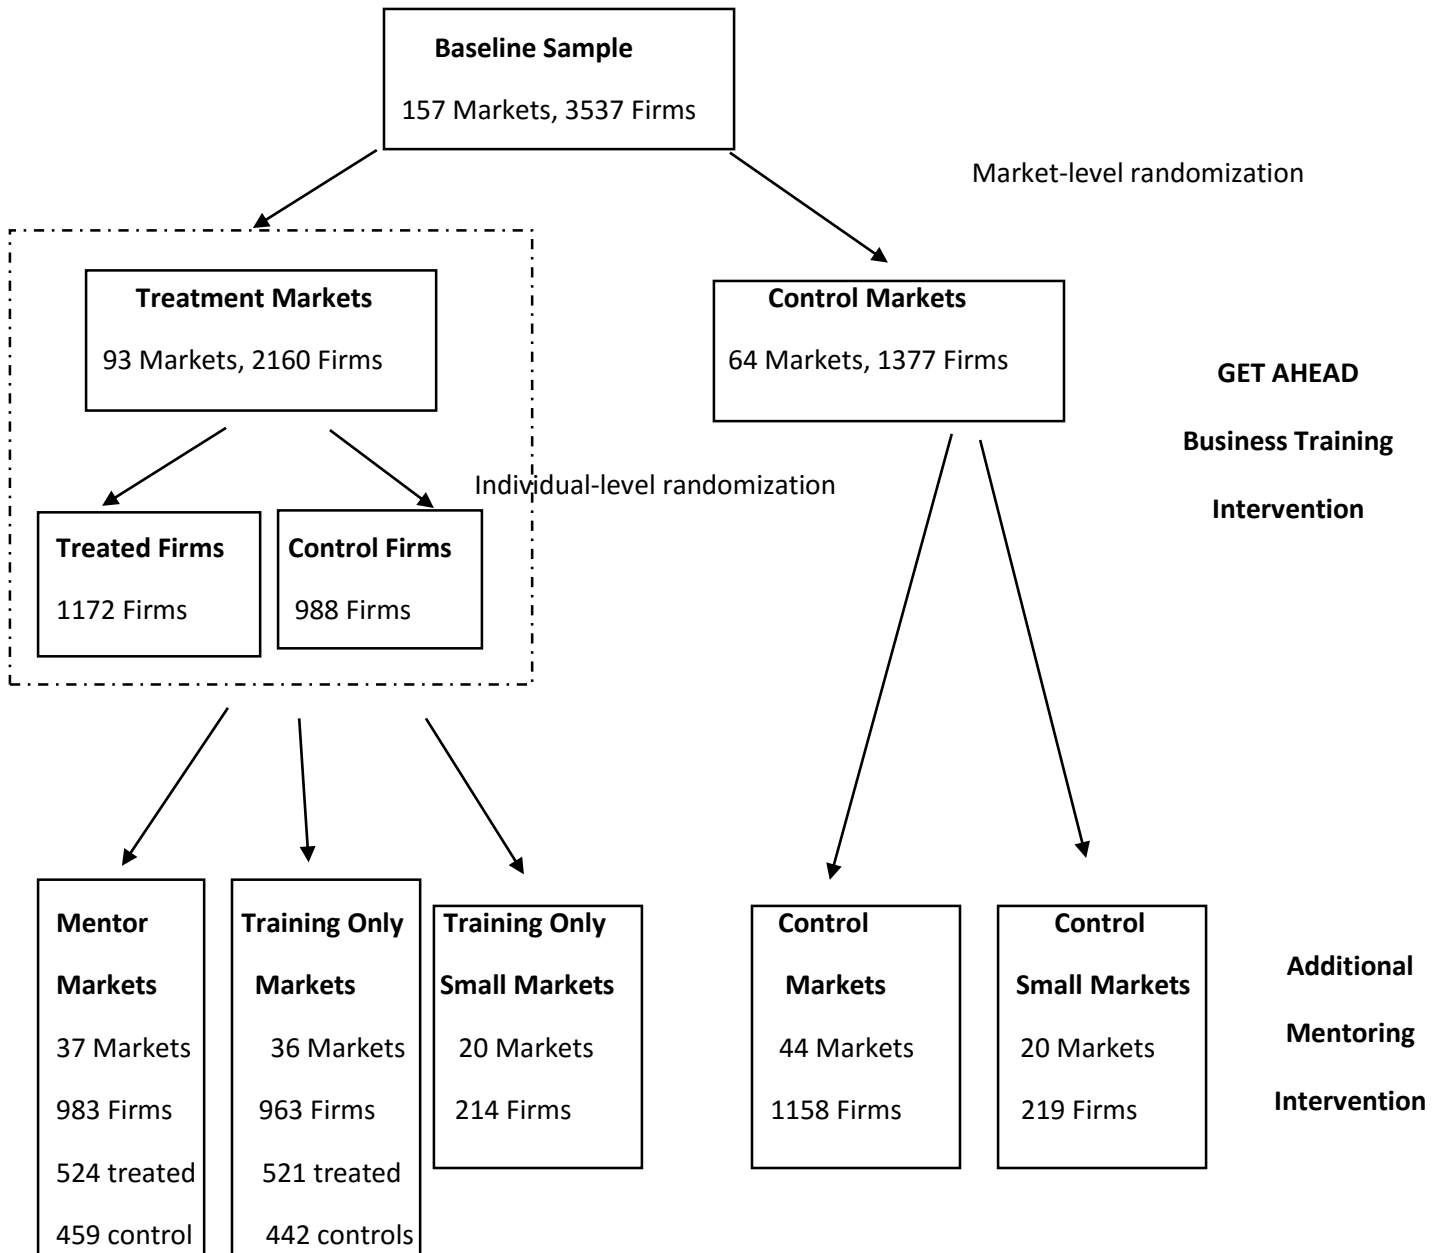 Baseline Sample
157 Markets, 3537 Firms
Market-level randomization
Treatment Markets
93 Markets, 2160 Firms
Control Markets
64 Markets, 1377 Firms
GET AHEAD
Business Training
Intervention
Individual-level randomization
Treated Firms
1172 Firms
Control Firms
988 Firms
Mentor
Markets
37 Markets
983 Firms
524 treated
459 control
Training Only
Markets
36 Markets
963 Firms
521 treated
442 controls
Training Only
Small Markets
20 Markets
214 Firms
Control
Markets
44 Markets
1158 Firms
Control
Small Markets
20 Markets
219 Firms
Additional
Mentoring
Intervention